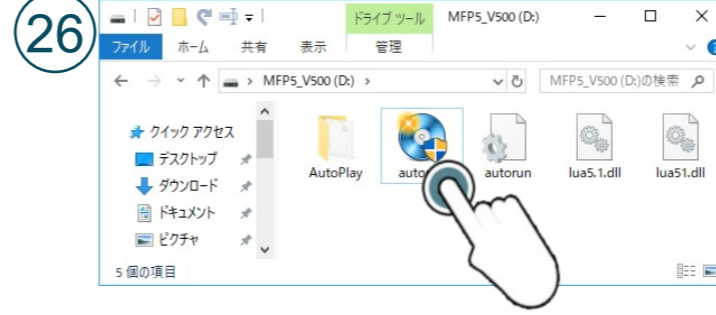 26
ドライブ ツール MFP5_V500 (D:)
ファイル ホーム 共有 表示 管理
MFP5_V500 (D:) MFP5_V500 (D:)の検索
クイック アクセス
デスクトップ
ダウンロード
ドキュメント
ピクチャ
AutoPlay autorun lua5.1.dll lua51.dll
5 個の項目